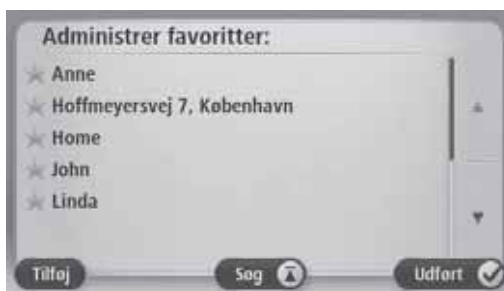 Administrer favoritter:
Anne
Hoffmeyersvej 7, København
Home
John
Linda
Tilføj
Søg
Udført